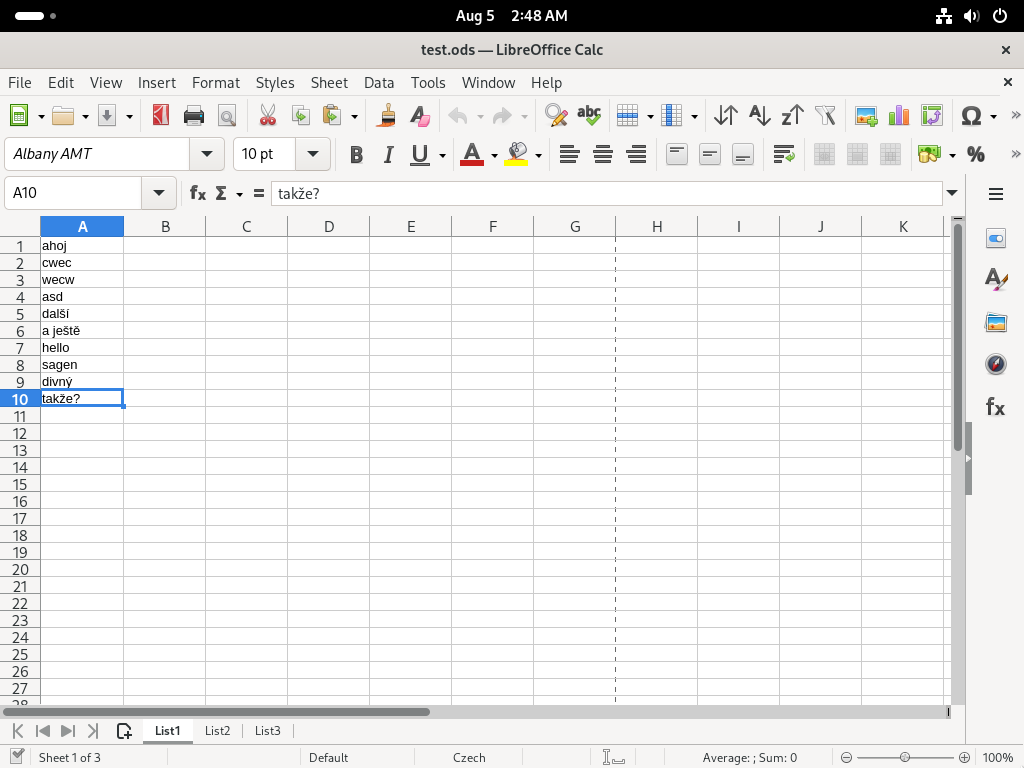 Aug 5 2:48 AM
test.ods — LibreOffice Calc
File Edit View Insert Format Styles Sheet Data Tools Window Help
Albany AMT 10 pt
A10 takže?
A B C D E F G H I J K
1 ahoj
2 cwec
3 wecw
4 asd
5 další
6 a ještě
7 hello
8 sagen
9 divný
10 takže?
11
12
13
14
15
16
17
18
19
20
21
22
23
24
25
26
27
28
List1 List2 List3
Sheet 1 of 3 Default Czech Average: ; Sum: 0 100%